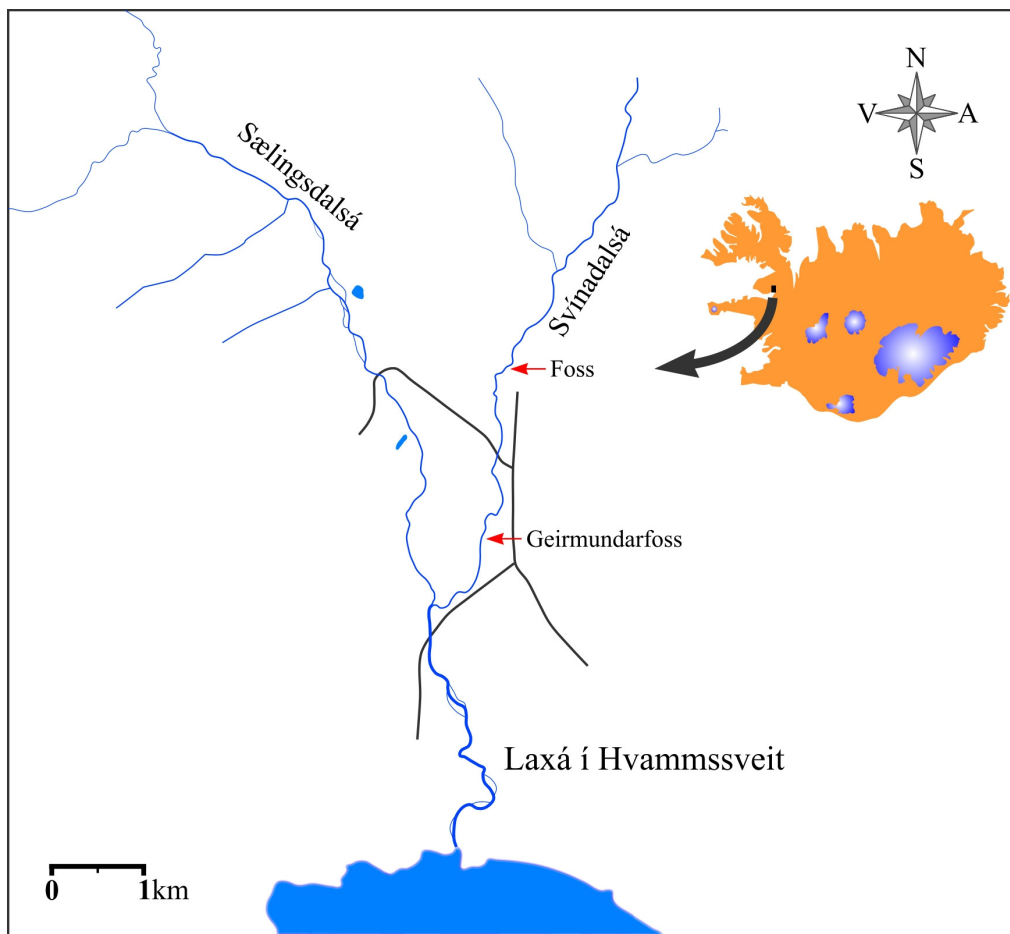 N
V A
S
Sælingsdalsá
Svínadalsá
Foss
Geirmundarfoss
Laxá í Hvammssveit
0 1km